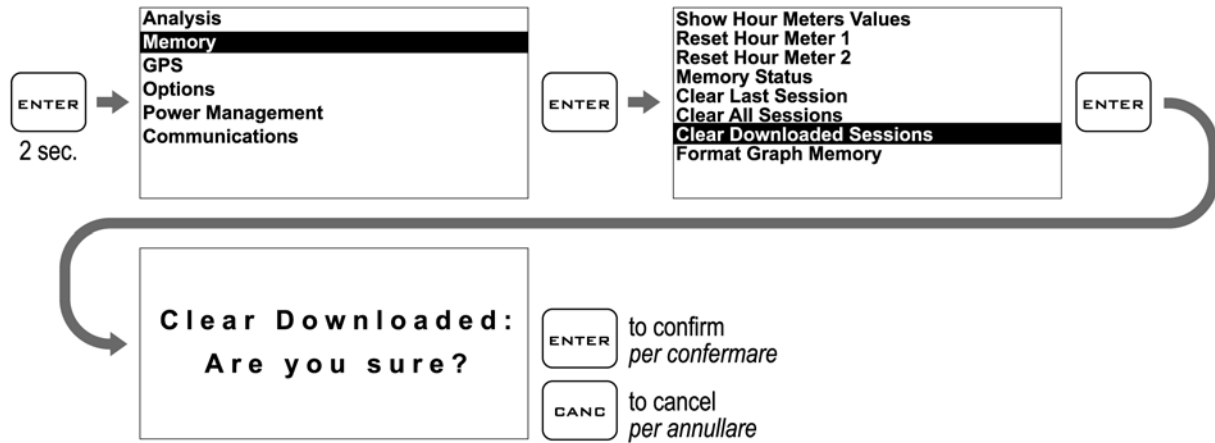 ENTER
2 sec.
Analysis
Memory
GPS
Options
Power Management
Communications
ENTER
Show Hour Meters Values
Reset Hour Meter 1
Reset Hour Meter 2
Memory Status
Clear Last Session
Clear All Sessions
Clear Downloaded Sessions
Format Graph Memory
ENTER
Clear Downloaded:
Are you sure?
ENTER
to confirm
per confermare
CANC
to cancel
per annullare